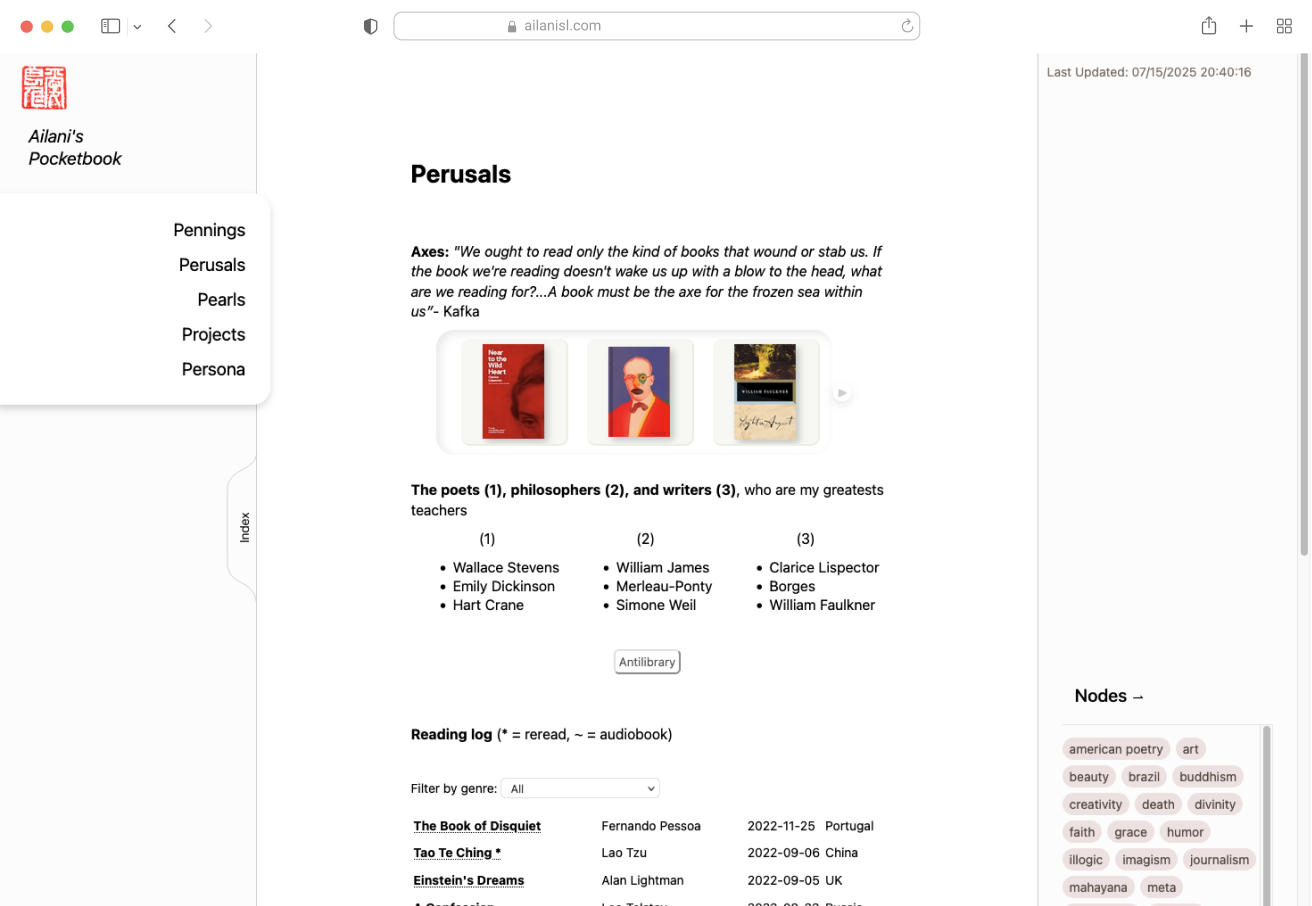 ailanisl.com
Ailani's
Pocketbook
Pennings
Perusals
Pearls
Projects
Persona
Index
Perusals
Axes: "We ought to read only the kind of books that wound or stab us. If
the book we're reading doesn't wake us up with a blow to the head, what
are we reading for?...A book must be the axe for the frozen sea within
us”- Kafka
Near
to the
Wild
Heart
WILLIAM FAULKNER
Light in August
The poets (1), philosophers (2), and writers (3), who are my greatests
teachers
(1) (2) (3)
• Wallace Stevens • William James • Clarice Lispector
• Emily Dickinson • Merleau-Ponty • Borges
• Hart Crane • Simone Weil • William Faulkner
Antilibrary
Reading log (* = reread, ~ = audiobook)
Filter by genre: All
The Book of Disquiet Fernando Pessoa 2022-11-25 Portugal
Tao Te Ching * Lao Tzu 2022-09-06 China
Einstein's Dreams Alan Lightman 2022-09-05 UK
Last Updated: 07/15/2025 20:40:16
Nodes →
american poetry art
beauty brazil buddhism
creativity death divinity
faith grace humor
illogic imagism journalism
mahayana meta